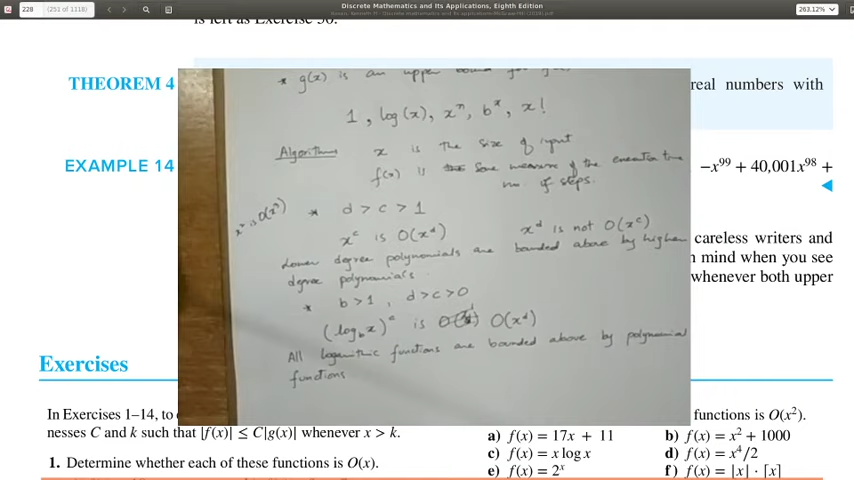 Discrete Mathematics and Its Applications, Eighth Edition
228 (251 of 1118)
263.12%
is left as Exercise 50.
THEOREM 4
real numbers with
EXAMPLE 14
−x⁹⁹ + 40,001x⁹⁸ +
careless writers and
mind when you see
whenever both upper
* g(x) is an upper
1 , log(x), xⁿ, bˣ, x!
Algorithms x is the size of input
f(x) is some measure of the execution time
no. of steps.
* d > c > 1
xᶜ is O(xᵈ) xᵈ is not O(xᶜ)
Lower degree polynomials are bounded above by higher
degree polynomials.
* b > 1 , d > c > 0
(log_b x)ᶜ is O(xᵈ)
All logarithmic functions are bounded above by polynomial
functions
Exercises
In Exercises 1–14, to
nesses C and k such that |f(x)| ≤ C|g(x)| whenever x > k.
1. Determine whether each of these functions is O(x).
functions is O(x²).
a) f(x) = 17x + 11 b) f(x) = x² + 1000
c) f(x) = x log x d) f(x) = x⁴/2
e) f(x) = 2ˣ f) f(x) = ⌊x⌋ · ⌈x⌉